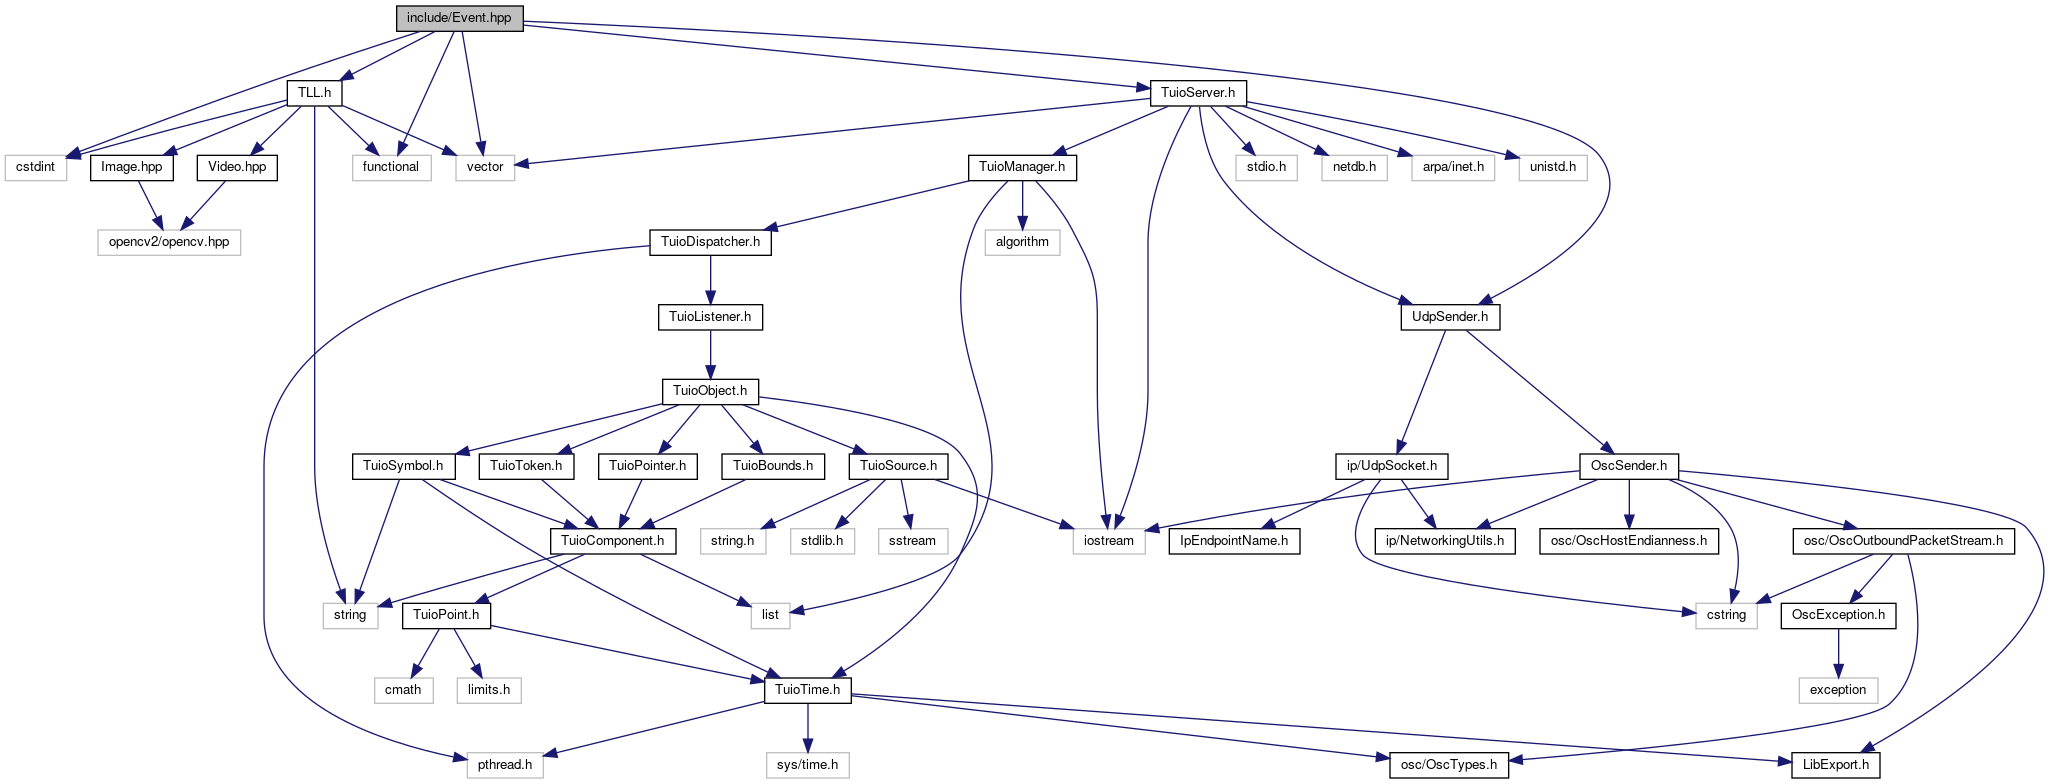 include/Event.hpp
TLL.h
TuioServer.h
cstdint
Image.hpp
Video.hpp
functional
vector
TuioManager.h
stdio.h
netdb.h
arpa/inet.h
unistd.h
opencv2/opencv.hpp
TuioDispatcher.h
algorithm
TuioListener.h
UdpSender.h
TuioObject.h
TuioSymbol.h
TuioToken.h
TuioPointer.h
TuioBounds.h
TuioSource.h
ip/UdpSocket.h
OscSender.h
TuioComponent.h
string.h
stdlib.h
sstream
iostream
IpEndpointName.h
ip/NetworkingUtils.h
osc/OscHostEndianness.h
osc/OscOutboundPacketStream.h
string
TuioPoint.h
list
cstring
OscException.h
cmath
limits.h
TuioTime.h
exception
pthread.h
sys/time.h
osc/OscTypes.h
LibExport.h